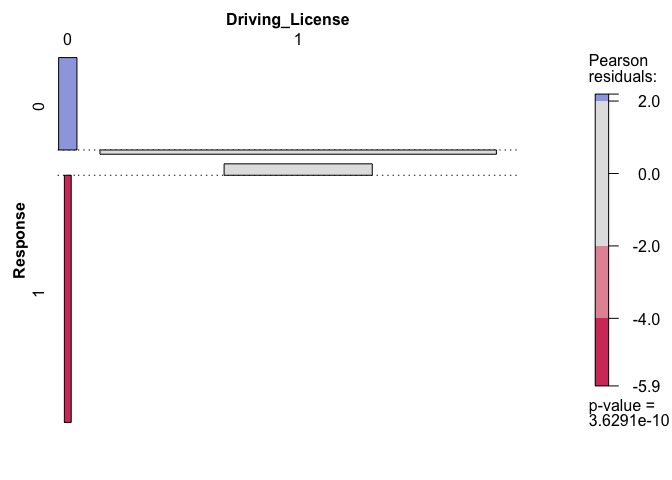 Driving_License
0 1
Pearson
residuals:
0
2.0
0.0
Response
-2.0
1
-4.0
-5.9
p-value =
3.6291e-10